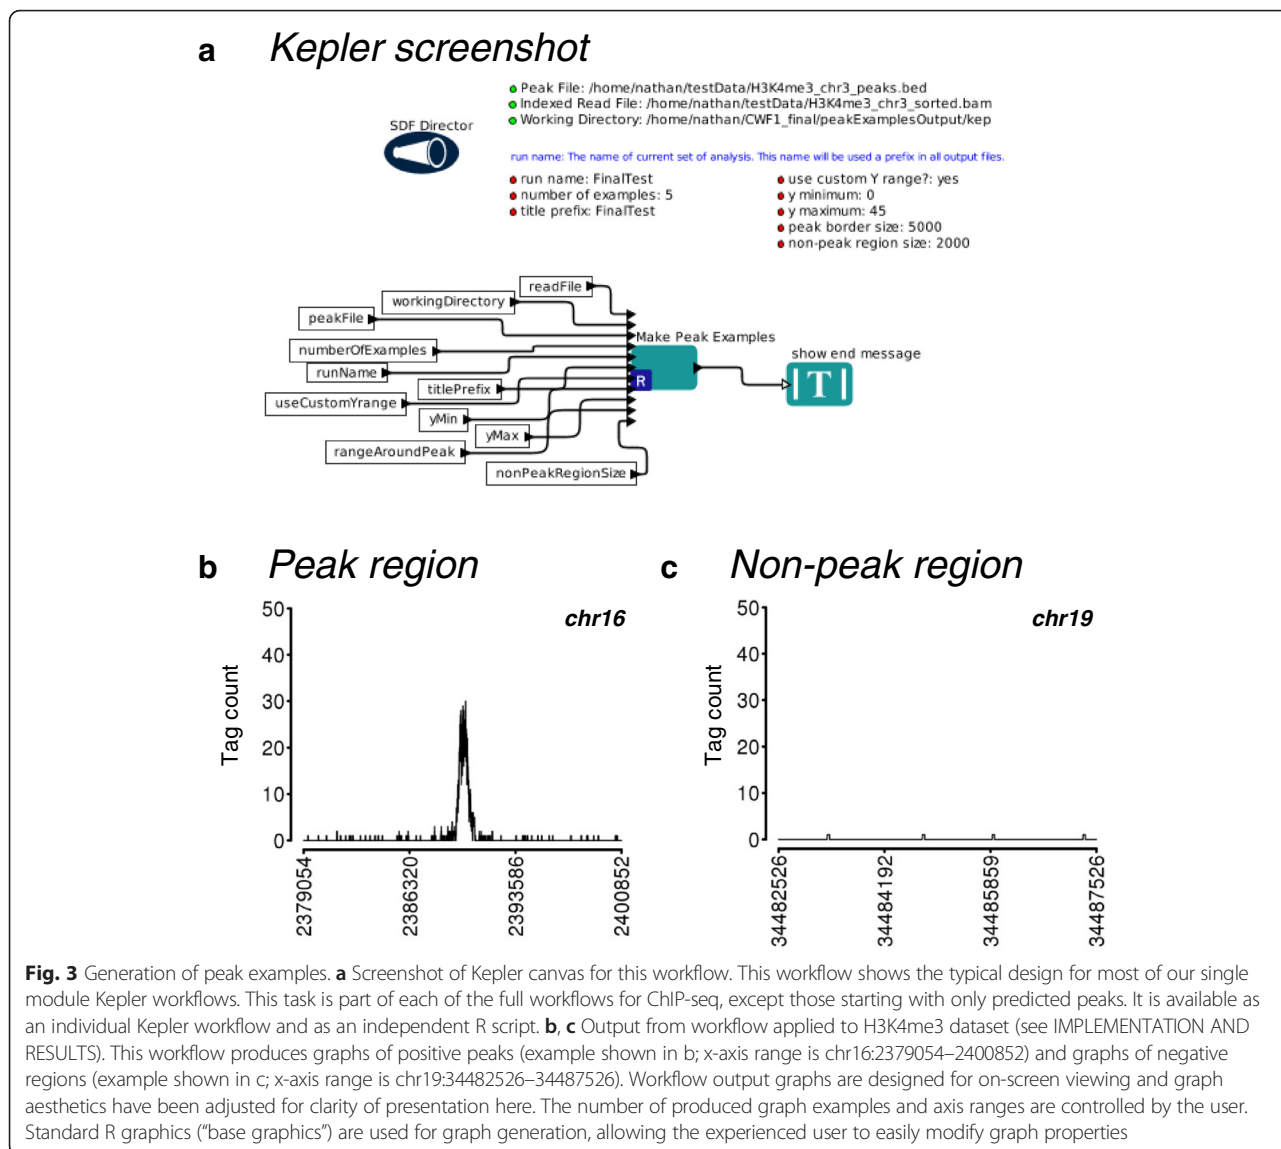 a Kepler screenshot
Peak File: /home/nathan/testData/H3K4me3_chr3_peaks.bed
Indexed Read File: /home/nathan/testData/H3K4me3_chr3_sorted.bam
Working Directory: /home/nathan/CWF1_final/peakExamplesOutput/kep
SDF Director
run name: The name of current set of analysis. This name will be used a prefix in all output files.
run name: FinalTest
number of examples: 5
title prefix: FinalTest
use custom Y range?: yes
y minimum: 0
y maximum: 45
peak border size: 5000
non-peak region size: 2000
readFile
workingDirectory
peakFile
numberOfExamples
runName
titlePrefix
useCustomYrange
yMin
yMax
rangeAroundPeak
nonPeakRegionSize
Make Peak Examples
R
show end message
T
b Peak region
chr16
Tag count
50
40
30
20
10
0
2379054
2386320
2393586
2400852
c Non-peak region
chr19
Tag count
50
40
30
20
10
0
34482526
34484192
34485859
34487526
Fig. 3 Generation of peak examples. a Screenshot of Kepler canvas for this workflow. This workflow shows the typical design for most of our single
module Kepler workflows. This task is part of each of the full workflows for ChIP-seq, except those starting with only predicted peaks. It is available as
an individual Kepler workflow and as an independent R script. b, c Output from workflow applied to H3K4me3 dataset (see IMPLEMENTATION AND
RESULTS). This workflow produces graphs of positive peaks (example shown in b; x-axis range is chr16:2379054–2400852) and graphs of negative
regions (example shown in c; x-axis range is chr19:34482526–34487526). Workflow output graphs are designed for on-screen viewing and graph
aesthetics have been adjusted for clarity of presentation here. The number of produced graph examples and axis ranges are controlled by the user.
Standard R graphics (“base graphics”) are used for graph generation, allowing the experienced user to easily modify graph properties